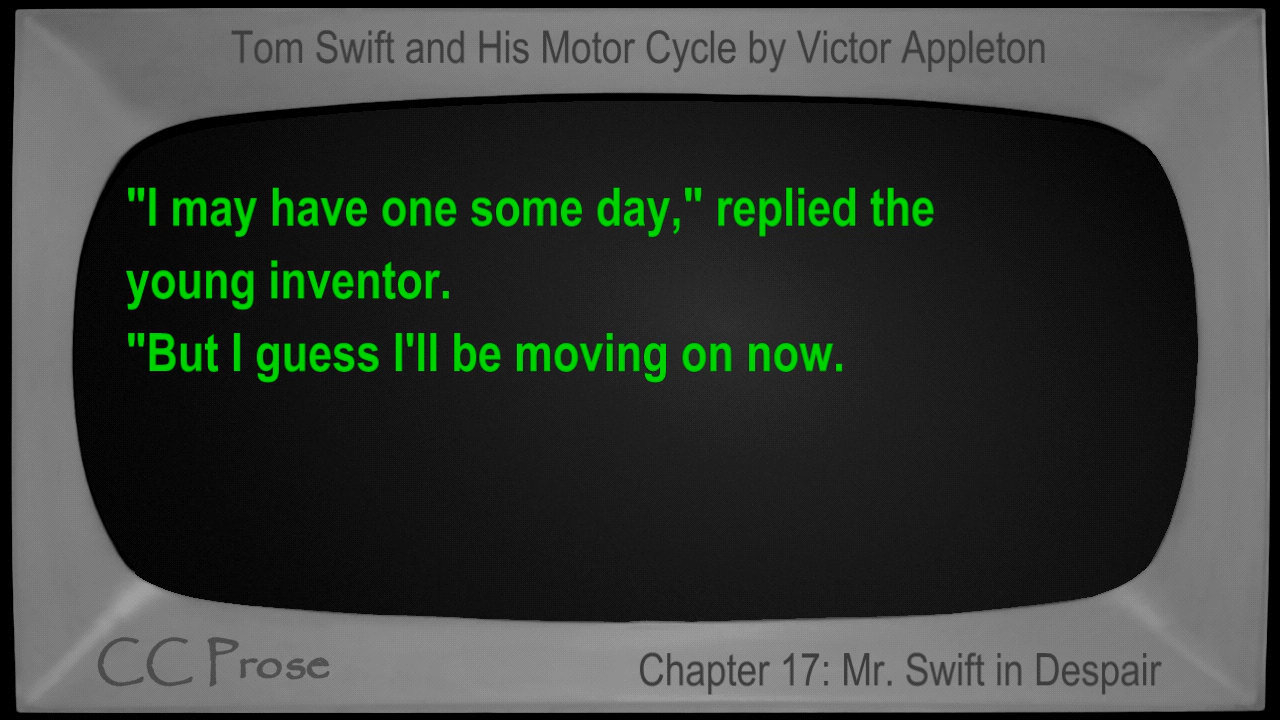 Tom Swift and His Motor Cycle by Victor Appleton
"I may have one some day," replied the
young inventor.
"But I guess I'll be moving on now.
CC Prose
Chapter 17: Mr. Swift in Despair